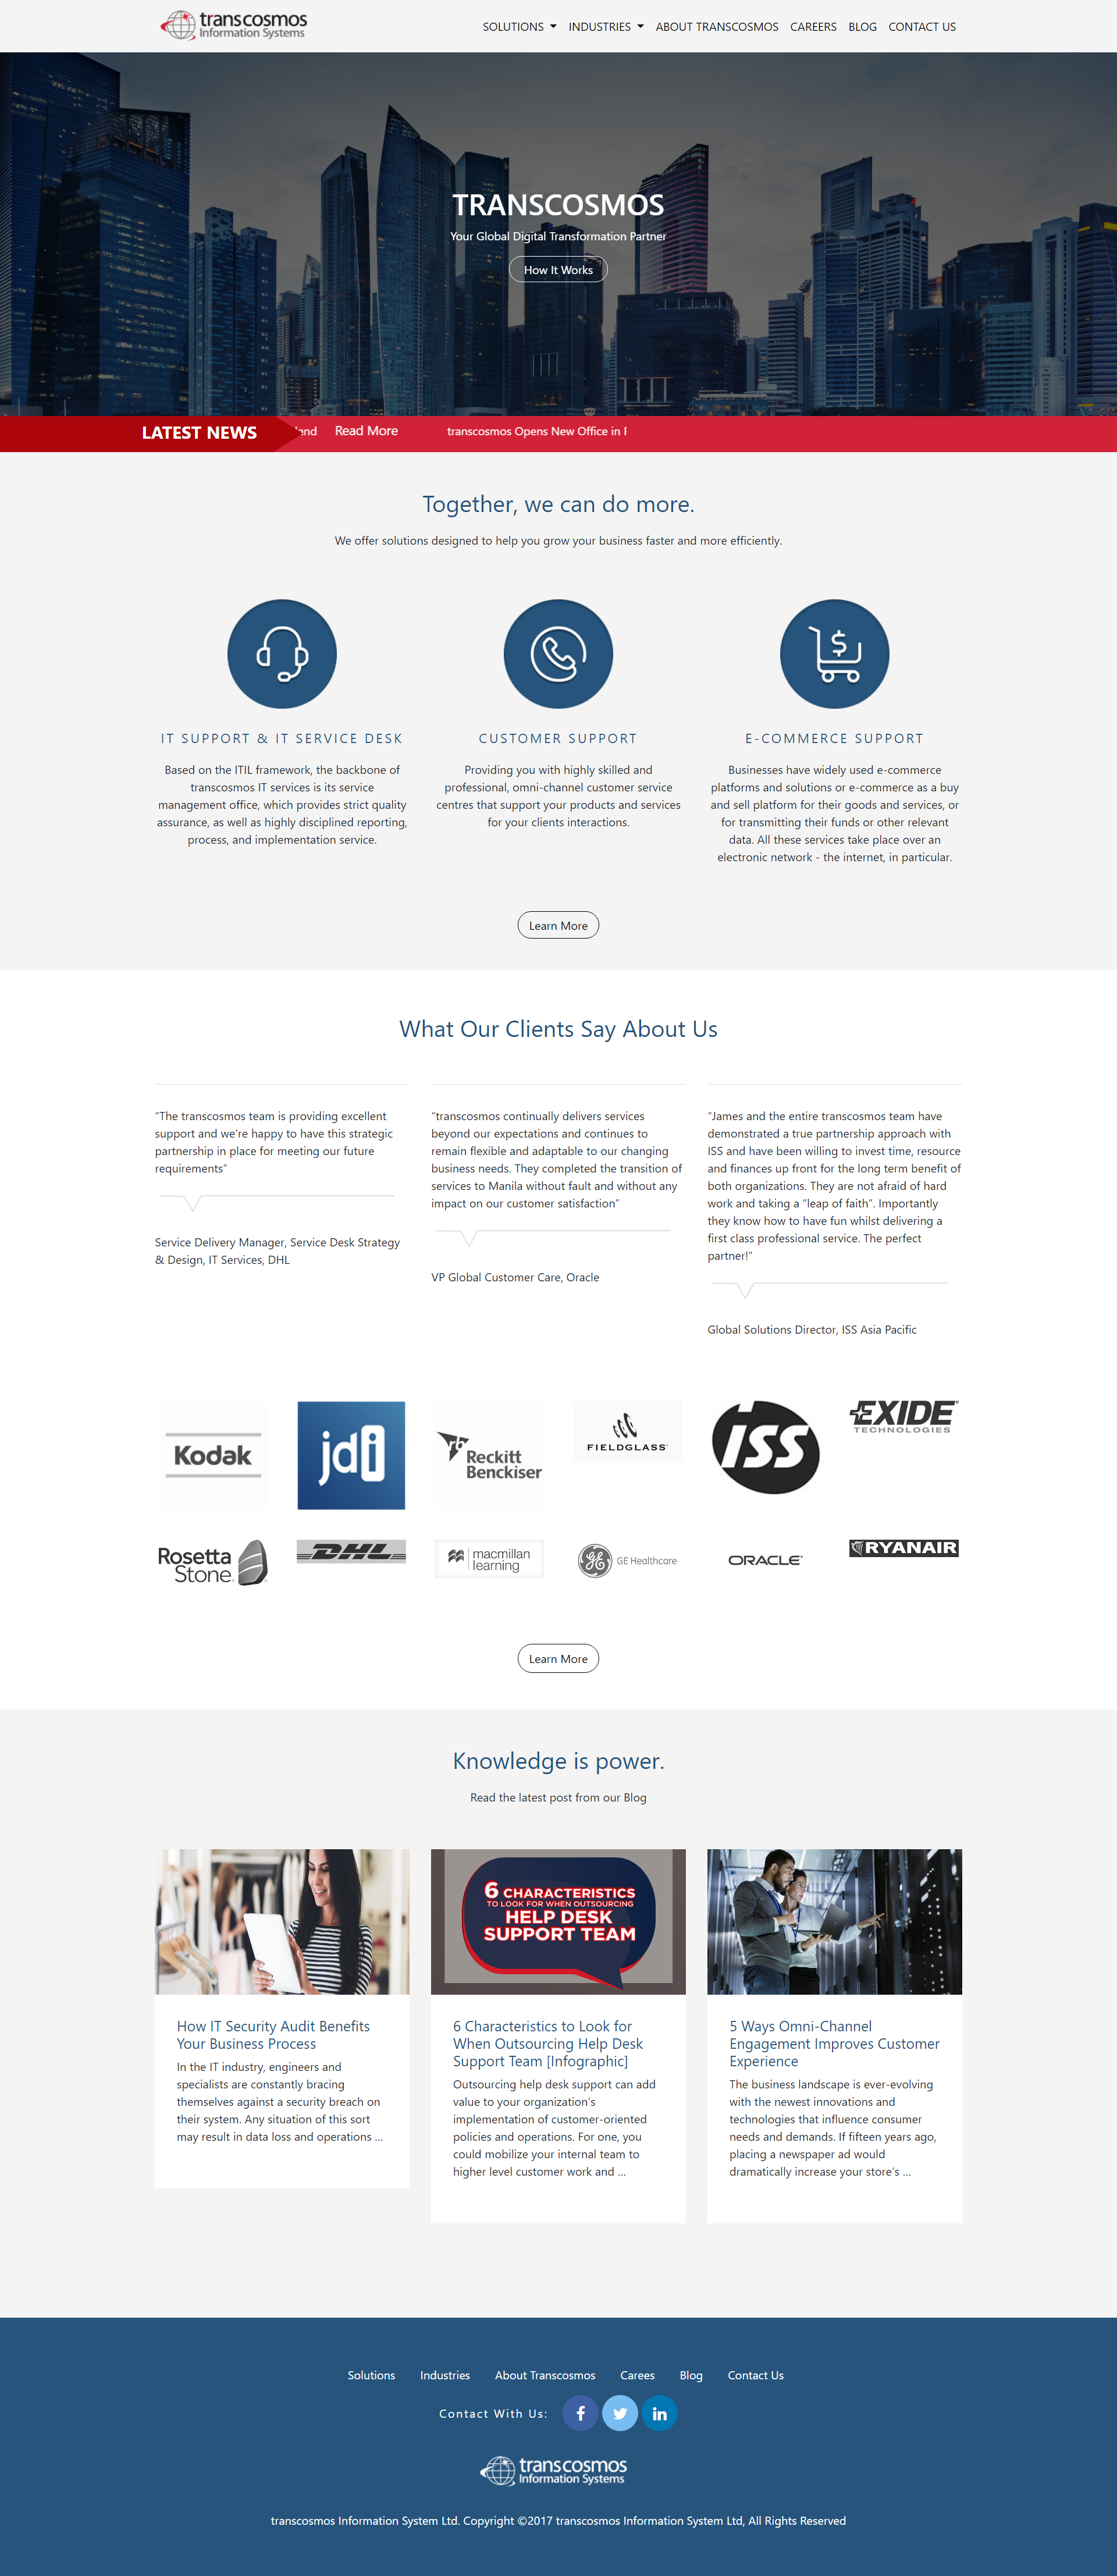 transcosmos
Information Systems
SOLUTIONS INDUSTRIES ABOUT TRANSCOSMOS CAREERS BLOG CONTACT US
TRANSCOSMOS
Your Global Digital Transformation Partner
How It Works
LATEST NEWS
Read More
transcosmos Opens New Office in
Together, we can do more.
We offer solutions designed to help you grow your business faster and more efficiently.
IT SUPPORT & IT SERVICE DESK
Based on the ITIL framework, the backbone of
transcosmos IT services is its service
management office, which provides strict quality
assurance, as well as highly disciplined reporting,
process, and implementation service.
CUSTOMER SUPPORT
Providing you with highly skilled and
professional, omni-channel customer service
centres that support your products and services
for your clients interactions.
E-COMMERCE SUPPORT
Businesses have widely used e-commerce
platforms and solutions or e-commerce as a buy
and sell platform for their goods and services, or
for transmitting their funds or other relevant
data. All these services take place over an
electronic network - the internet, in particular.
Learn More
What Our Clients Say About Us
“The transcosmos team is providing excellent
support and we’re happy to have this strategic
partnership in place for meeting our future
requirements”
Service Delivery Manager, Service Desk Strategy
& Design, IT Services, DHL
“transcosmos continually delivers services
beyond our expectations and continues to
remain flexible and adaptable to our changing
business needs. They completed the transition of
services to Manila without fault and without any
impact on our customer satisfaction”
VP Global Customer Care, Oracle
“James and the entire transcosmos team have
demonstrated a true partnership approach with
ISS and have been willing to invest time, resource
and finances up front for the long term benefit of
both organizations. They are not afraid of hard
work and taking a “leap of faith”. Importantly
they know how to have fun whilst delivering a
first class professional service. The perfect
partner!”
Global Solutions Director, ISS Asia Pacific
Kodak
jdi
rb
Reckitt
Benckiser
FIELDGLASS
ISS
EXIDE
TECHNOLOGIES
Rosetta
Stone
DHL
macmillan
learning
GE Healthcare
ORACLE
RYANAIR
Learn More
Knowledge is power.
Read the latest post from our Blog
How IT Security Audit Benefits
Your Business Process
In the IT industry, engineers and
specialists are constantly bracing
themselves against a security breach on
their system. Any situation of this sort
may result in data loss and operations ...
6 CHARACTERISTICS
TO LOOK FOR WHEN OUTSOURCING
HELP DESK
SUPPORT TEAM
6 Characteristics to Look for
When Outsourcing Help Desk
Support Team [Infographic]
Outsourcing help desk support can add
value to your organization’s
implementation of customer-oriented
policies and operations. For one, you
could mobilize your internal team to
higher level customer work and ...
5 Ways Omni-Channel
Engagement Improves Customer
Experience
The business landscape is ever-evolving
with the newest innovations and
technologies that influence consumer
needs and demands. If fifteen years ago,
placing a newspaper ad would
dramatically increase your store’s ...
Solutions Industries About Transcosmos Carees Blog Contact Us
Contact With Us:
transcosmos
Information Systems
transcosmos Information System Ltd. Copyright ©2017 transcosmos Information System Ltd, All Rights Reserved